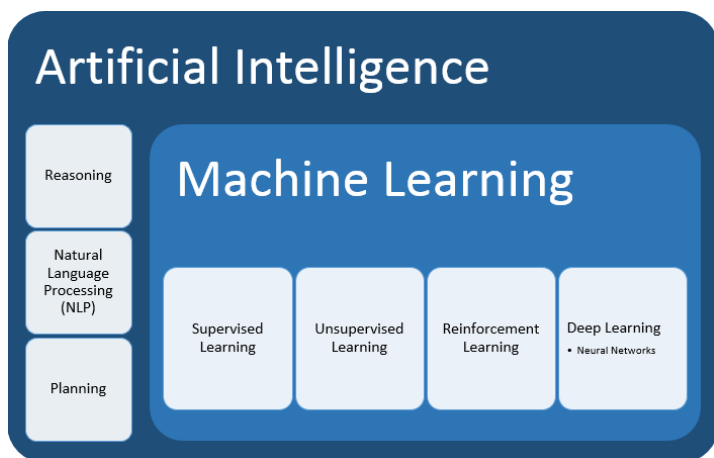 Artificial Intelligence
Reasoning
Natural
Language
Processing
(NLP)
Planning
Machine Learning
Supervised
Learning
Unsupervised
Learning
Reinforcement
Learning
Deep Learning
• Neural Networks